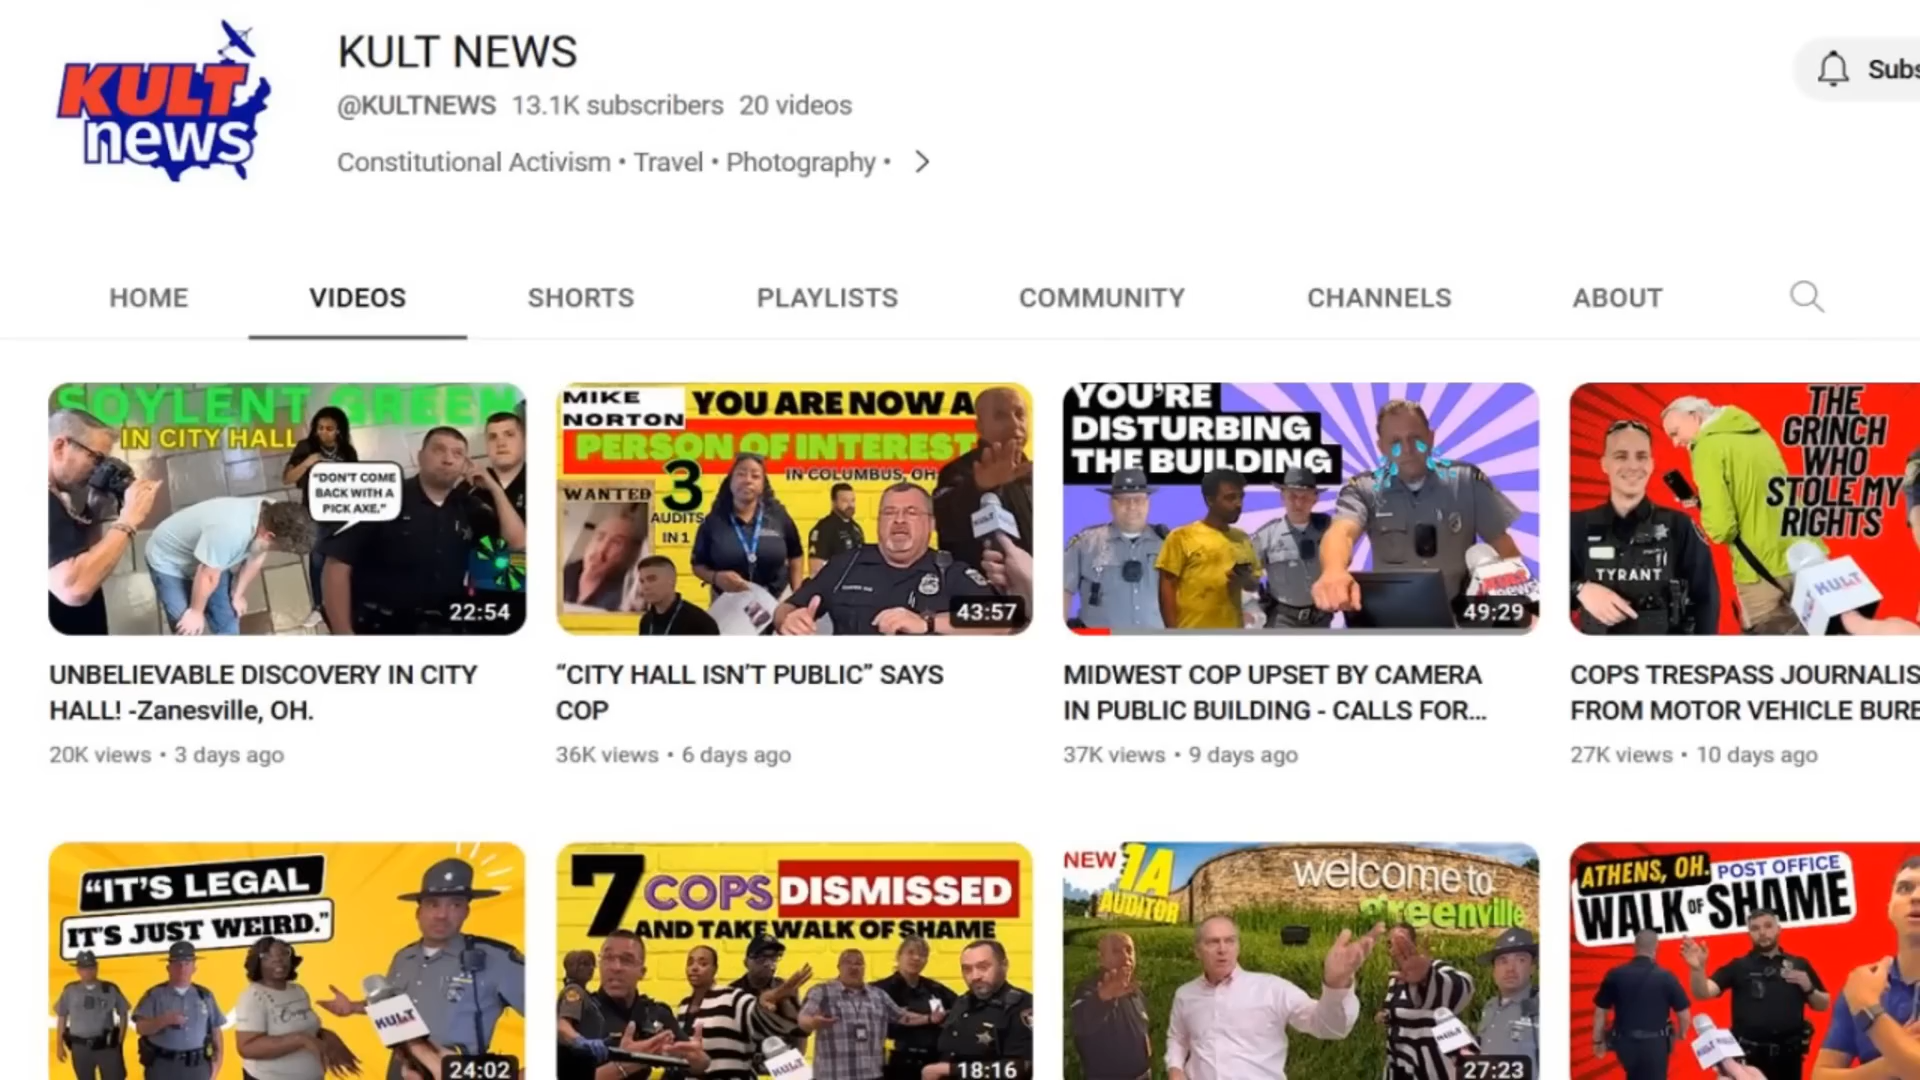 KULT
news
KULT NEWS
@KULTNEWS 13.1K subscribers 20 videos
Constitutional Activism • Travel • Photography •
Subs
HOME VIDEOS SHORTS PLAYLISTS COMMUNITY CHANNELS ABOUT
SOYLENT GREEN
IN CITY HALL
"DON'T COME
BACK WITH A
PICK AXE."
22:54
MIKE
NORTON
YOU ARE NOW A
PERSON OF INTEREST
IN COLUMBUS, OH
WANTED
3
AUDITS
IN 1
43:57
YOU'RE
DISTURBING
THE BUILDING
KULT
news
49:29
THE
GRINCH
WHO
STOLE MY
RIGHTS
TYRANT
KULT
UNBELIEVABLE DISCOVERY IN CITY
HALL! -Zanesville, OH.
20K views • 3 days ago
“CITY HALL ISN’T PUBLIC” SAYS
COP
36K views • 6 days ago
MIDWEST COP UPSET BY CAMERA
IN PUBLIC BUILDING - CALLS FOR...
37K views • 9 days ago
COPS TRESPASS JOURNALIS
FROM MOTOR VEHICLE BURE
27K views • 10 days ago
“IT'S LEGAL
IT'S JUST WEIRD.”
KULT
24:02
7 COPS DISMISSED
AND TAKE WALK OF SHAME
KULT
18:16
NEW 1A
AUDITOR
welcome to
greenville
27:23
ATHENS, OH. POST OFFICE
WALK OF SHAME